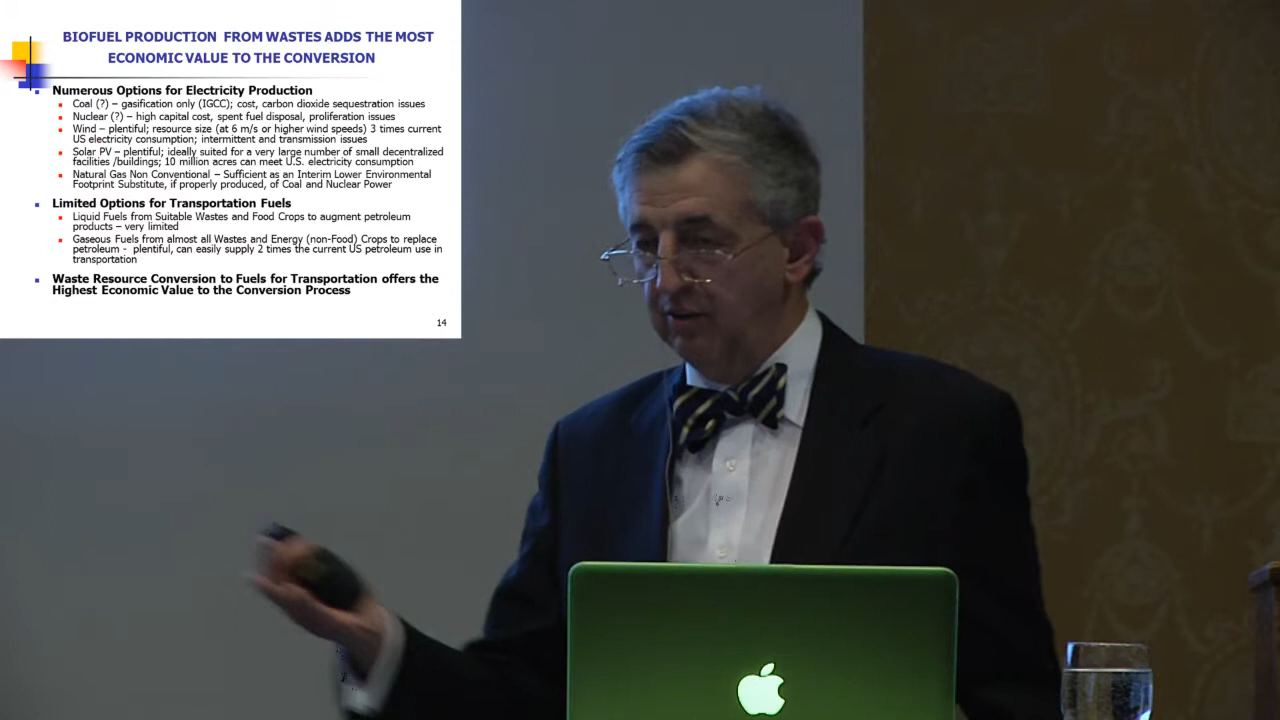 BIOFUEL PRODUCTION FROM WASTES ADDS THE MOST
ECONOMIC VALUE TO THE CONVERSION
Numerous Options for Electricity Production
Coal (?) – gasification only (IGCC); cost, carbon dioxide sequestration issues
Nuclear (?) – high capital cost, spent fuel disposal, proliferation issues
Wind – plentiful; resource size (at 6 m/s or higher wind speeds) 3 times current
US electricity consumption; intermittent and transmission issues
Solar PV – plentiful; ideally suited for a very large number of small decentralized
facilities /buildings; 10 million acres can meet U.S. electricity consumption
Natural Gas Non Conventional – Sufficient as an Interim Lower Environmental
Footprint Substitute, if properly produced, of Coal and Nuclear Power
Limited Options for Transportation Fuels
Liquid Fuels from Suitable Wastes and Food Crops to augment petroleum
products – very limited
Gaseous Fuels from almost all Wastes and Energy (non-Food) Crops to replace
petroleum - plentiful, can easily supply 2 times the current US petroleum use in
transportation
Waste Resource Conversion to Fuels for Transportation offers the
Highest Economic Value to the Conversion Process
14